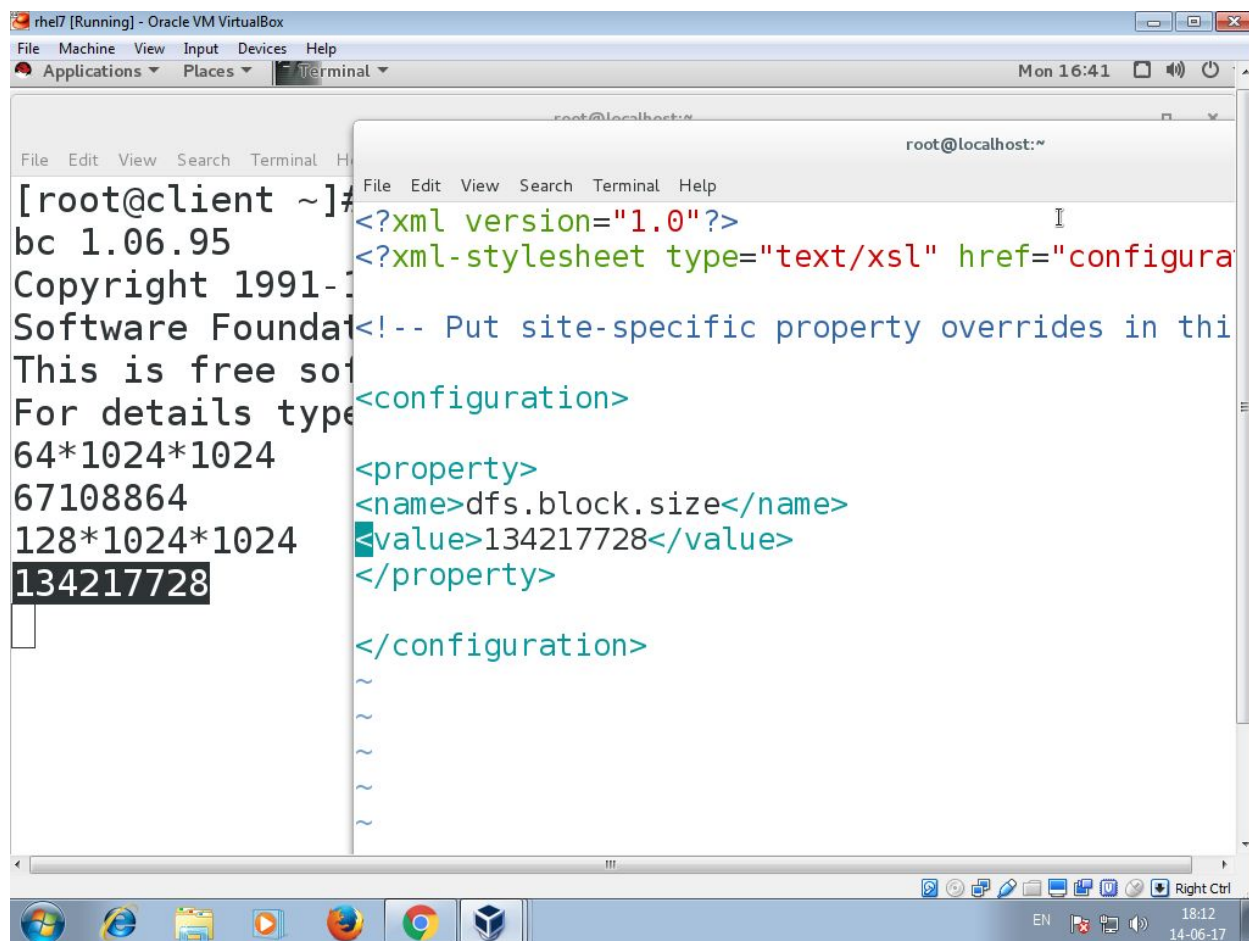 rhel7 [Running] - Oracle VM VirtualBox
File Machine View Input Devices Help
Applications Places Terminal Mon 16:41
root@localhost:~
File Edit View Search Terminal
[root@client ~]#
bc 1.06.95
Copyright 1991-
Software
This is free
For details type
64*1024*1024
67108864
128*1024*1024
134217728
root@localhost:~
File Edit View Search Terminal Help
<?xml version="1.0"?>
<?xml-stylesheet type="text/xsl" href="configura
<!-- Put site-specific property overrides in thi
<configuration>
<property>
<name>dfs.block.size</name>
<value>134217728</value>
</property>
</configuration>
~
~
~
~
~
Right Ctrl
EN 18:12
14-06-17